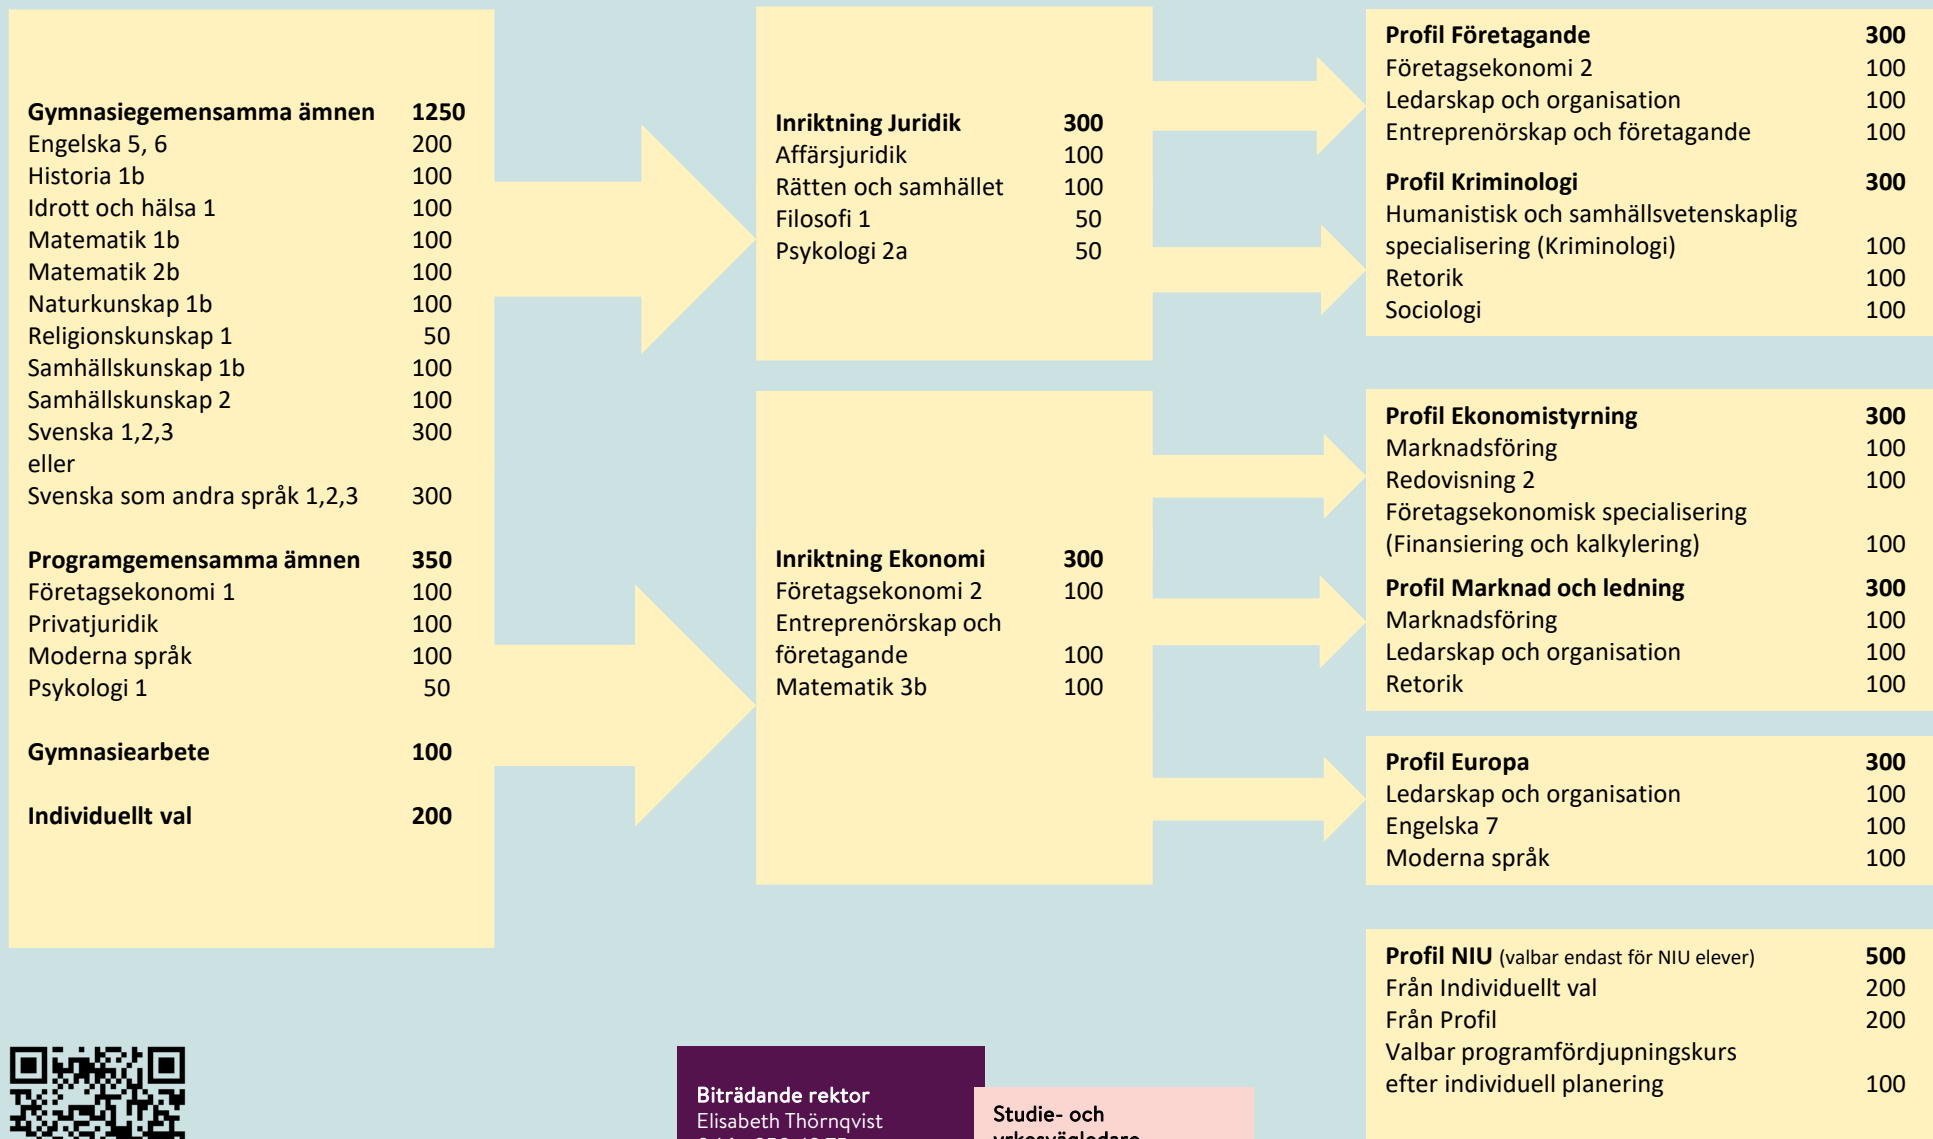 Gymnasiegemensamma ämnen 1250
Engelska 5, 6 200
Historia 1b 100
Idrott och hälsa 1 100
Matematik 1b 100
Matematik 2b 100
Naturkunskap 1b 100
Religionskunskap 1 50
Samhällskunskap 1b 100
Samhällskunskap 2 100
Svenska 1,2,3 300
eller
Svenska som andra språk 1,2,3 300
Programgemensamma ämnen 350
Företagsekonomi 1 100
Privatjuridik 100
Moderna språk 100
Psykologi 1 50
Gymnasiearbete 100
Individuellt val 200
Inriktning Juridik 300
Affärsjuridik 100
Rätten och samhället 100
Filosofi 1 50
Psykologi 2a 50
Inriktning Ekonomi 300
Företagsekonomi 2 100
Entreprenörskap och
företagande 100
Matematik 3b 100
Profil Företagande 300
Företagsekonomi 2 100
Ledarskap och organisation 100
Entreprenörskap och företagande 100
Profil Kriminologi 300
Humanistisk och samhällsvetenskaplig
specialisering (Kriminologi) 100
Retorik 100
Sociologi 100
Profil Ekonomistyrning 300
Marknadsföring 100
Redovisning 2 100
Företagsekonomisk specialisering
(Finansiering och kalkylering) 100
Profil Marknad och ledning 300
Marknadsföring 100
Ledarskap och organisation 100
Retorik 100
Profil Europa 300
Ledarskap och organisation 100
Engelska 7 100
Moderna språk 100
Profil NIU (valbar endast för NIU elever) 500
Från Individuellt val 200
Från Profil 200
Valbar programfördjupningskurs
efter individuell planering 100
Biträdande rektor
Elisabeth Thörnqvist
Studie- och
yrkesvägledare